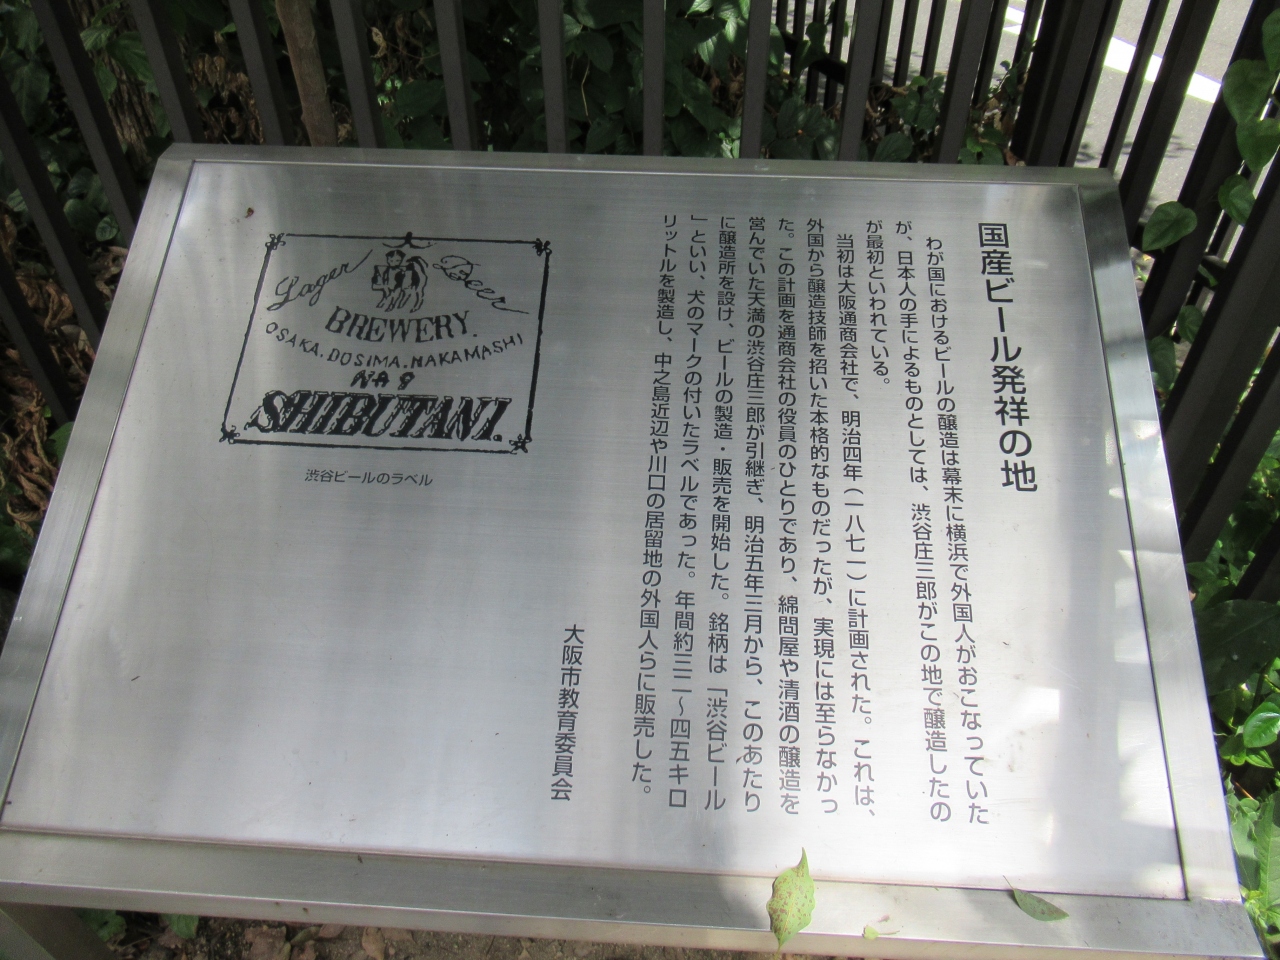 国産ビール発祥の地
わが国におけるビールの醸造は幕末に横浜で外国人がおこなっていた
が、日本人の手によるものとしては、渋谷庄三郎がこの地で醸造したの
が最初といわれている。
当初は大阪通商会社で、明治四年(一八七一)に計画された。これは、
外国から醸造技師を招いた本格的なものだったが、実現には至らなかっ
た。この計画を通商会社の役員のひとりであり、綿問屋や清酒の醸造を
営んでいた天満の渋谷庄三郎が引継ぎ、明治五年三月から、このあたり
に醸造所を設け、ビールの製造・販売を開始した。銘柄は「渋谷ビール
」といい、犬のマークの付いたラベルであった。年間約三二〜四五キロ
リットルを製造し、中之島近辺や川口の居留地の外国人らに販売した。
大阪市教育委員会
Lager Beer
BREWERY.
OSAKA. DOSIMA. NAKAMASHI
SHIBUTANI.
渋谷ビールのラベル